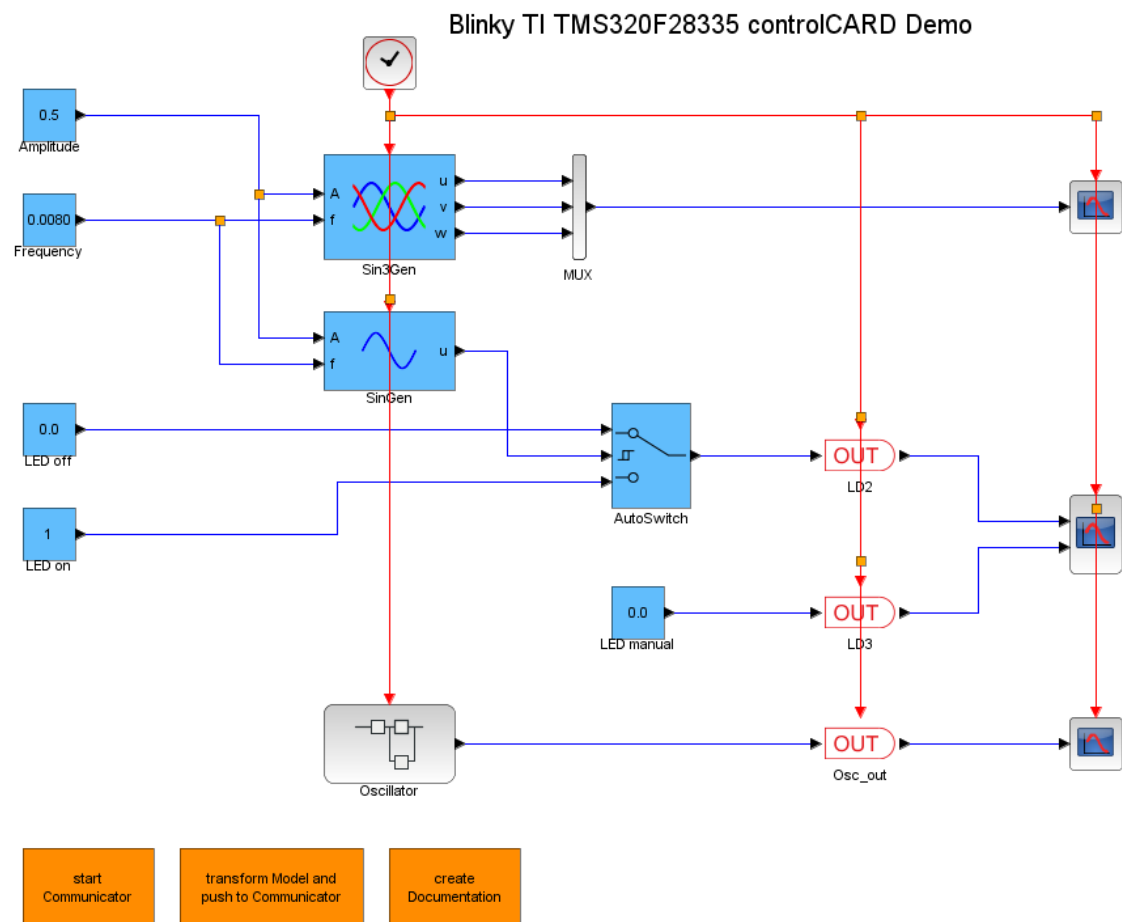 Blinky TI TMS320F28335 controlCARD Demo
0.5
Amplitude
0.0080
Frequency
A
f
u
v
w
Sin3Gen
MUX
A
f
u
SinGen
0.0
LED off
1
LED on
AutoSwitch
OUT
LD2
0.0
LED manual
OUT
LD3
Oscillator
OUT
Osc_out
start
Communicator
transform Model and
push to Communicator
create
Documentation